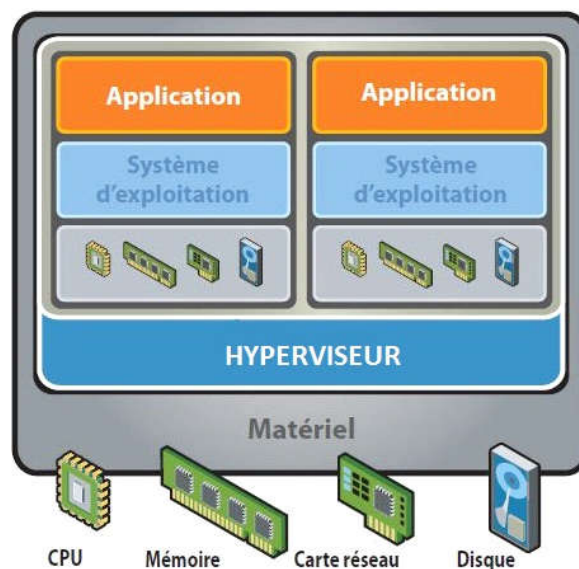 Application
Application
Système
d'exploitation
Système
d'exploitation
HYPERVISEUR
Matériel
CPU
Mémoire
Carte réseau
Disque